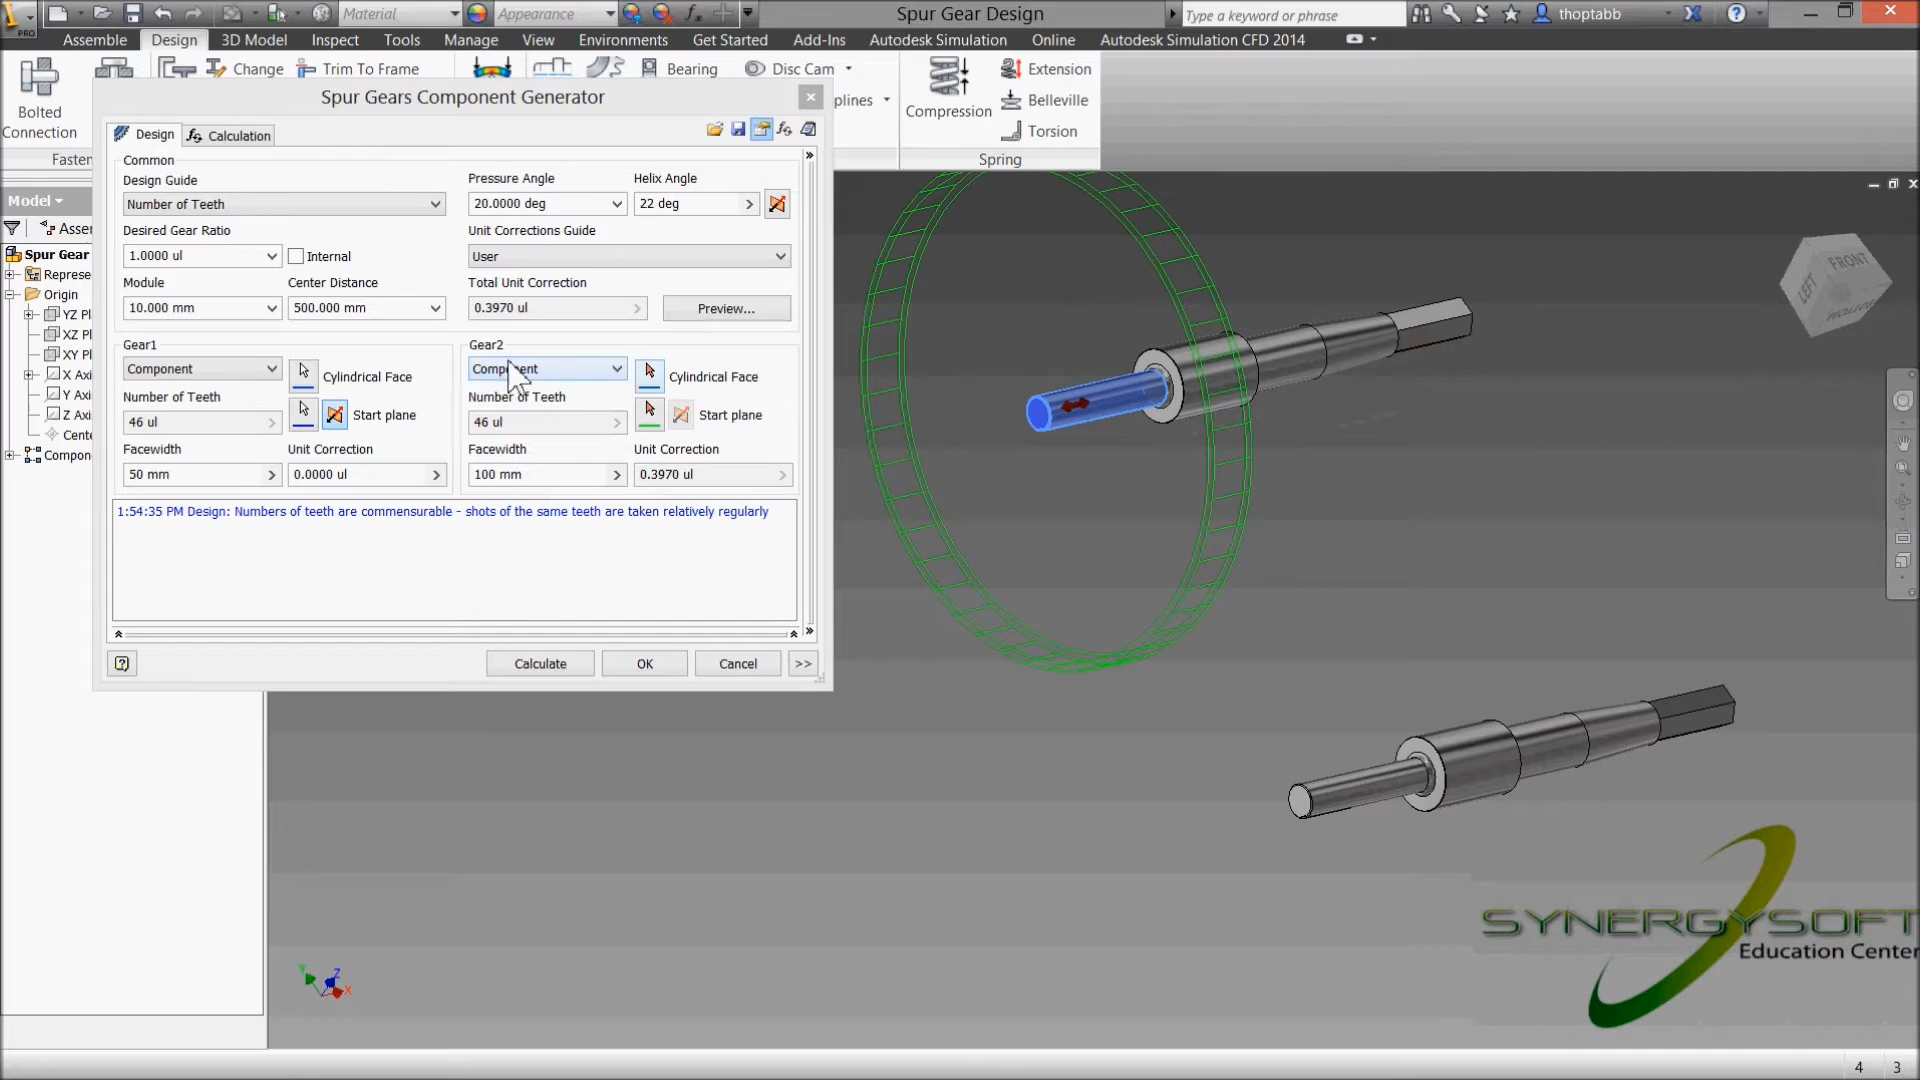 PRO
Material
Appearance
Spur Gear Design
Type a keyword or phrase
thoptabb
Assemble
Design
3D Model
Inspect
Tools
Manage
View
Environments
Get Started
Add-Ins
Autodesk Simulation
Online
Autodesk Simulation CFD 2014
Bolted
Connection
Change
Trim To Frame
Bearing
Disc Cam
plines
Compression
Extension
Belleville
Torsion
Fasten
Spring
Spur Gears Component Generator
Design
Calculation
Common
Design Guide
Number of Teeth
Pressure Angle
20.0000 deg
Helix Angle
22 deg
Desired Gear Ratio
1.0000 ul
Internal
Unit Corrections Guide
User
Module
10.000 mm
Center Distance
500.000 mm
Total Unit Correction
0.3970 ul
Preview...
Gear1
Component
Cylindrical Face
Number of Teeth
46 ul
Start plane
Facewidth
50 mm
Unit Correction
0.0000 ul
Gear2
Component
Cylindrical Face
Number of Teeth
46 ul
Start plane
Facewidth
100 mm
Unit Correction
0.3970 ul
1:54:35 PM Design: Numbers of teeth are commensurable - shots of the same teeth are taken relatively regularly
Calculate
OK
Cancel
>>
Model
Assem
Spur Gear
Represe
Origin
YZ Pl
XZ Pl
XY Pl
X Axi
Y Axi
Z Axi
Cente
Compon
LEFT
FRONT
BOTTOM
Y
Z
X
SYNERGYSOFT
Education Center
4
3